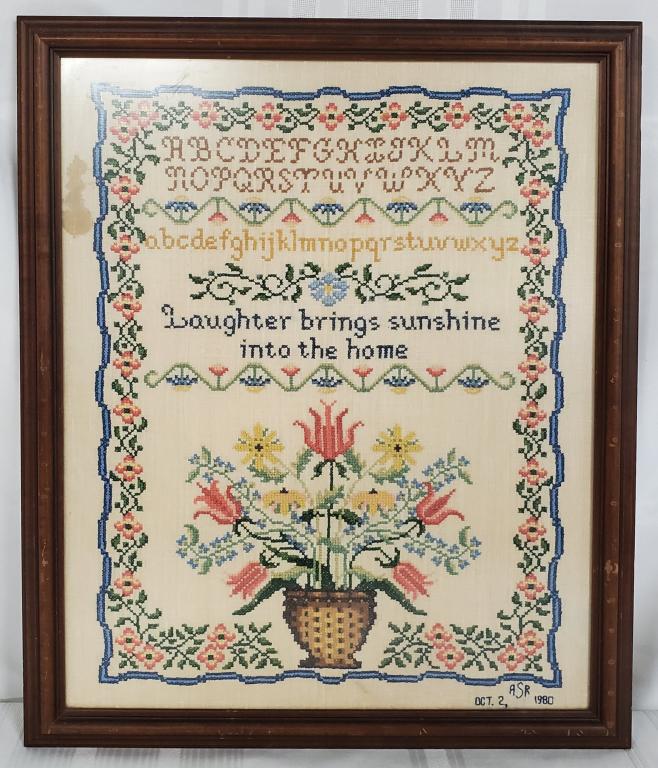 ABCDEFGHIJKLM
NOPQRSTUVWXYZ
abcdefghijklmnopqrstuvwxyz
Laughter brings sunshine
into the home
ASR
OCT. 2, 1980